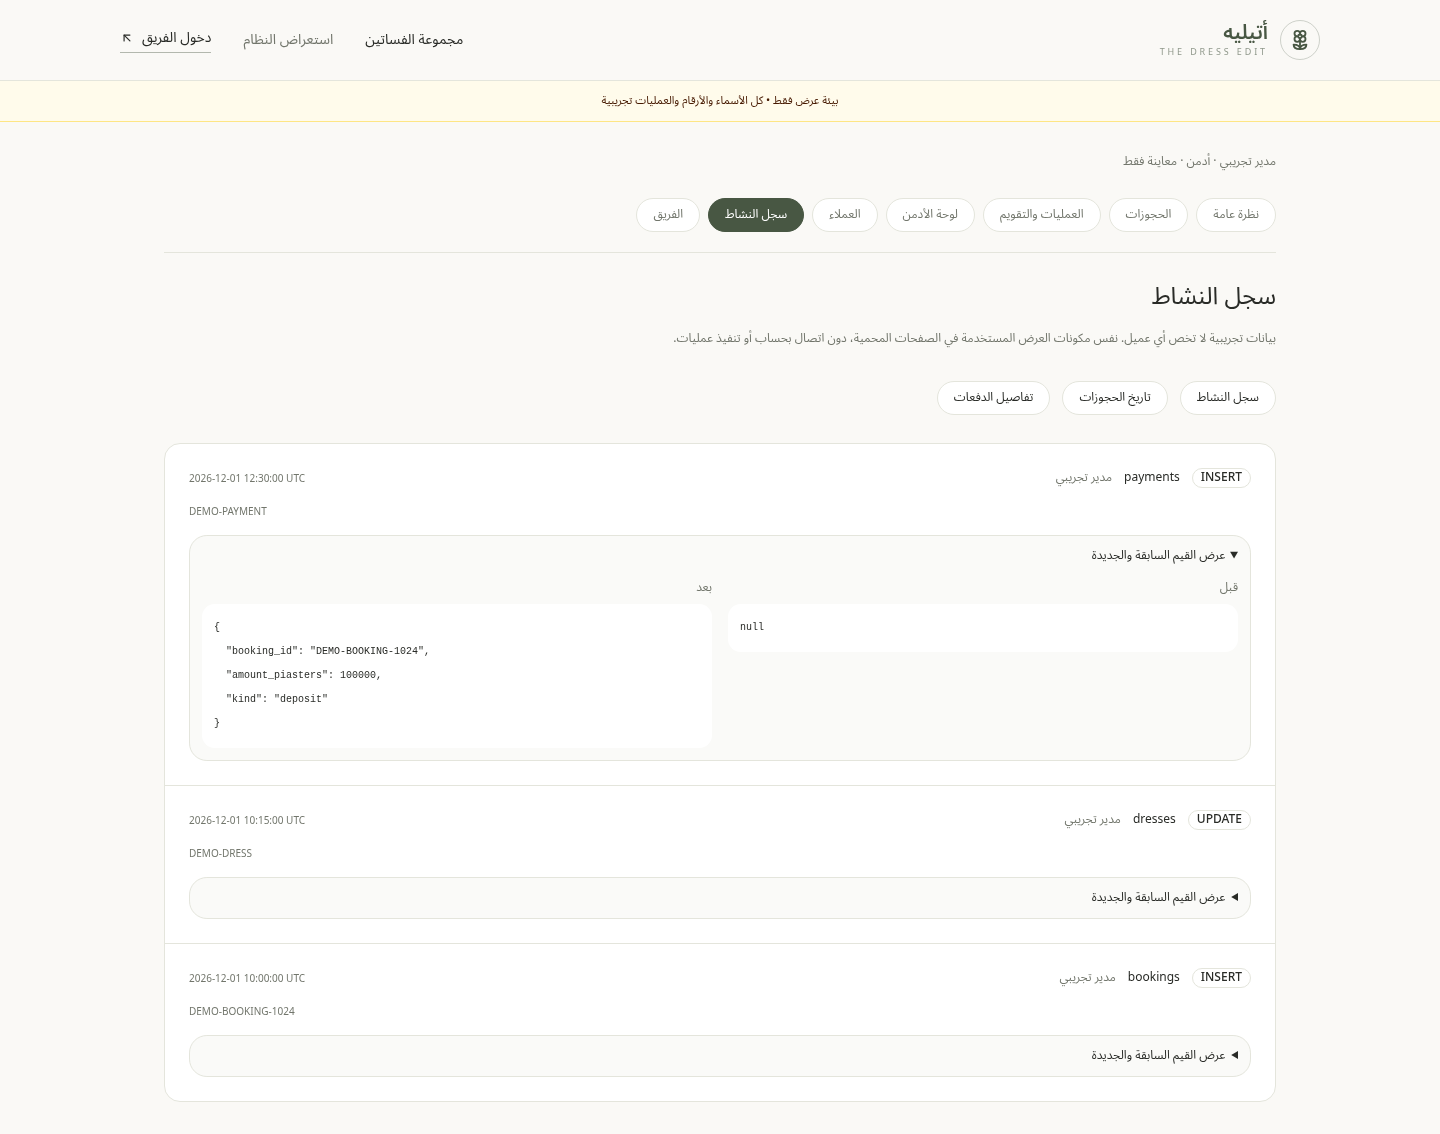 أتيليه
THE DRESS EDIT
مجموعة الفساتين
استعراض النظام
دخول الفريق
بيئة عرض فقط • كل الأسماء والأرقام والعمليات تجريبية
مدير تجريبي · أدمن · معاينة فقط
نظرة عامة
الحجوزات
العمليات والتقويم
لوحة الأدمن
العملاء
سجل النشاط
الفريق
سجل النشاط
بيانات تجريبية لا تخص أي عميل. نفس مكونات العرض المستخدمة في الصفحات المحمية، دون اتصال بحساب أو تنفيذ عمليات.
سجل النشاط
تاريخ الحجوزات
تفاصيل الدفعات
INSERT payments مدير تجريبي
2026-12-01 12:30:00 UTC
DEMO-PAYMENT
عرض القيم السابقة والجديدة
قبل
null
بعد
{
"booking_id": "DEMO-BOOKING-1024",
"amount_piasters": 100000,
"kind": "deposit"
}
UPDATE dresses مدير تجريبي
2026-12-01 10:15:00 UTC
DEMO-DRESS
عرض القيم السابقة والجديدة
INSERT bookings مدير تجريبي
2026-12-01 10:00:00 UTC
DEMO-BOOKING-1024
عرض القيم السابقة والجديدة